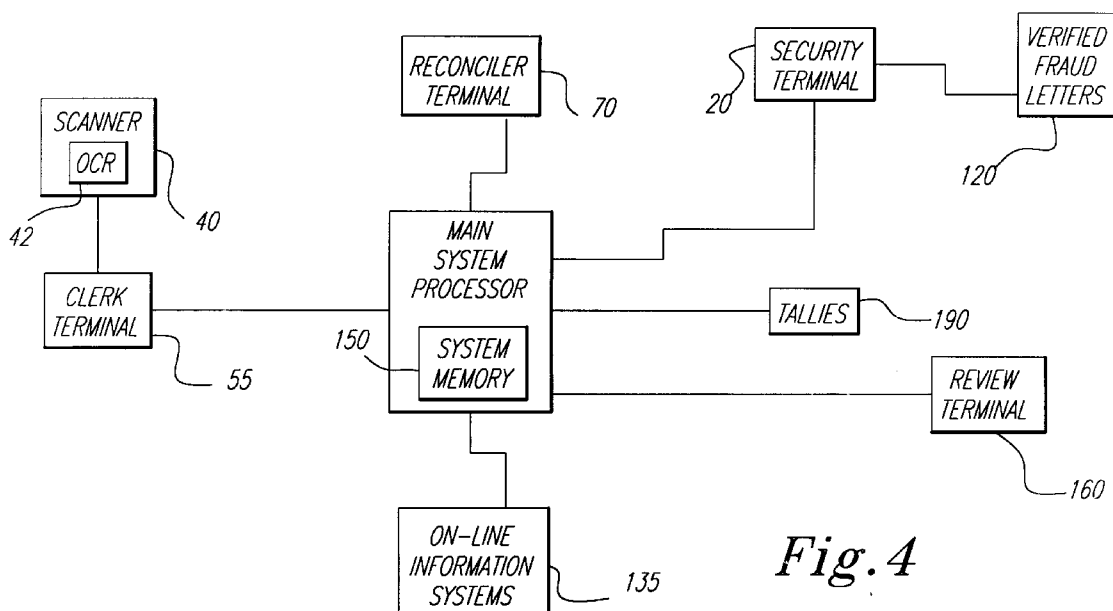 RECONCILER
TERMINAL
70
20
SECURITY
TERMINAL
VERIFIED
FRAUD
LETTERS
120
SCANNER
OCR
42
40
CLERK
TERMINAL
55
MAIN
SYSTEM
PROCESSOR
150
SYSTEM
MEMORY
TALLIES
190
REVIEW
TERMINAL
160
ON-LINE
INFORMATION
SYSTEMS
135
Fig. 4